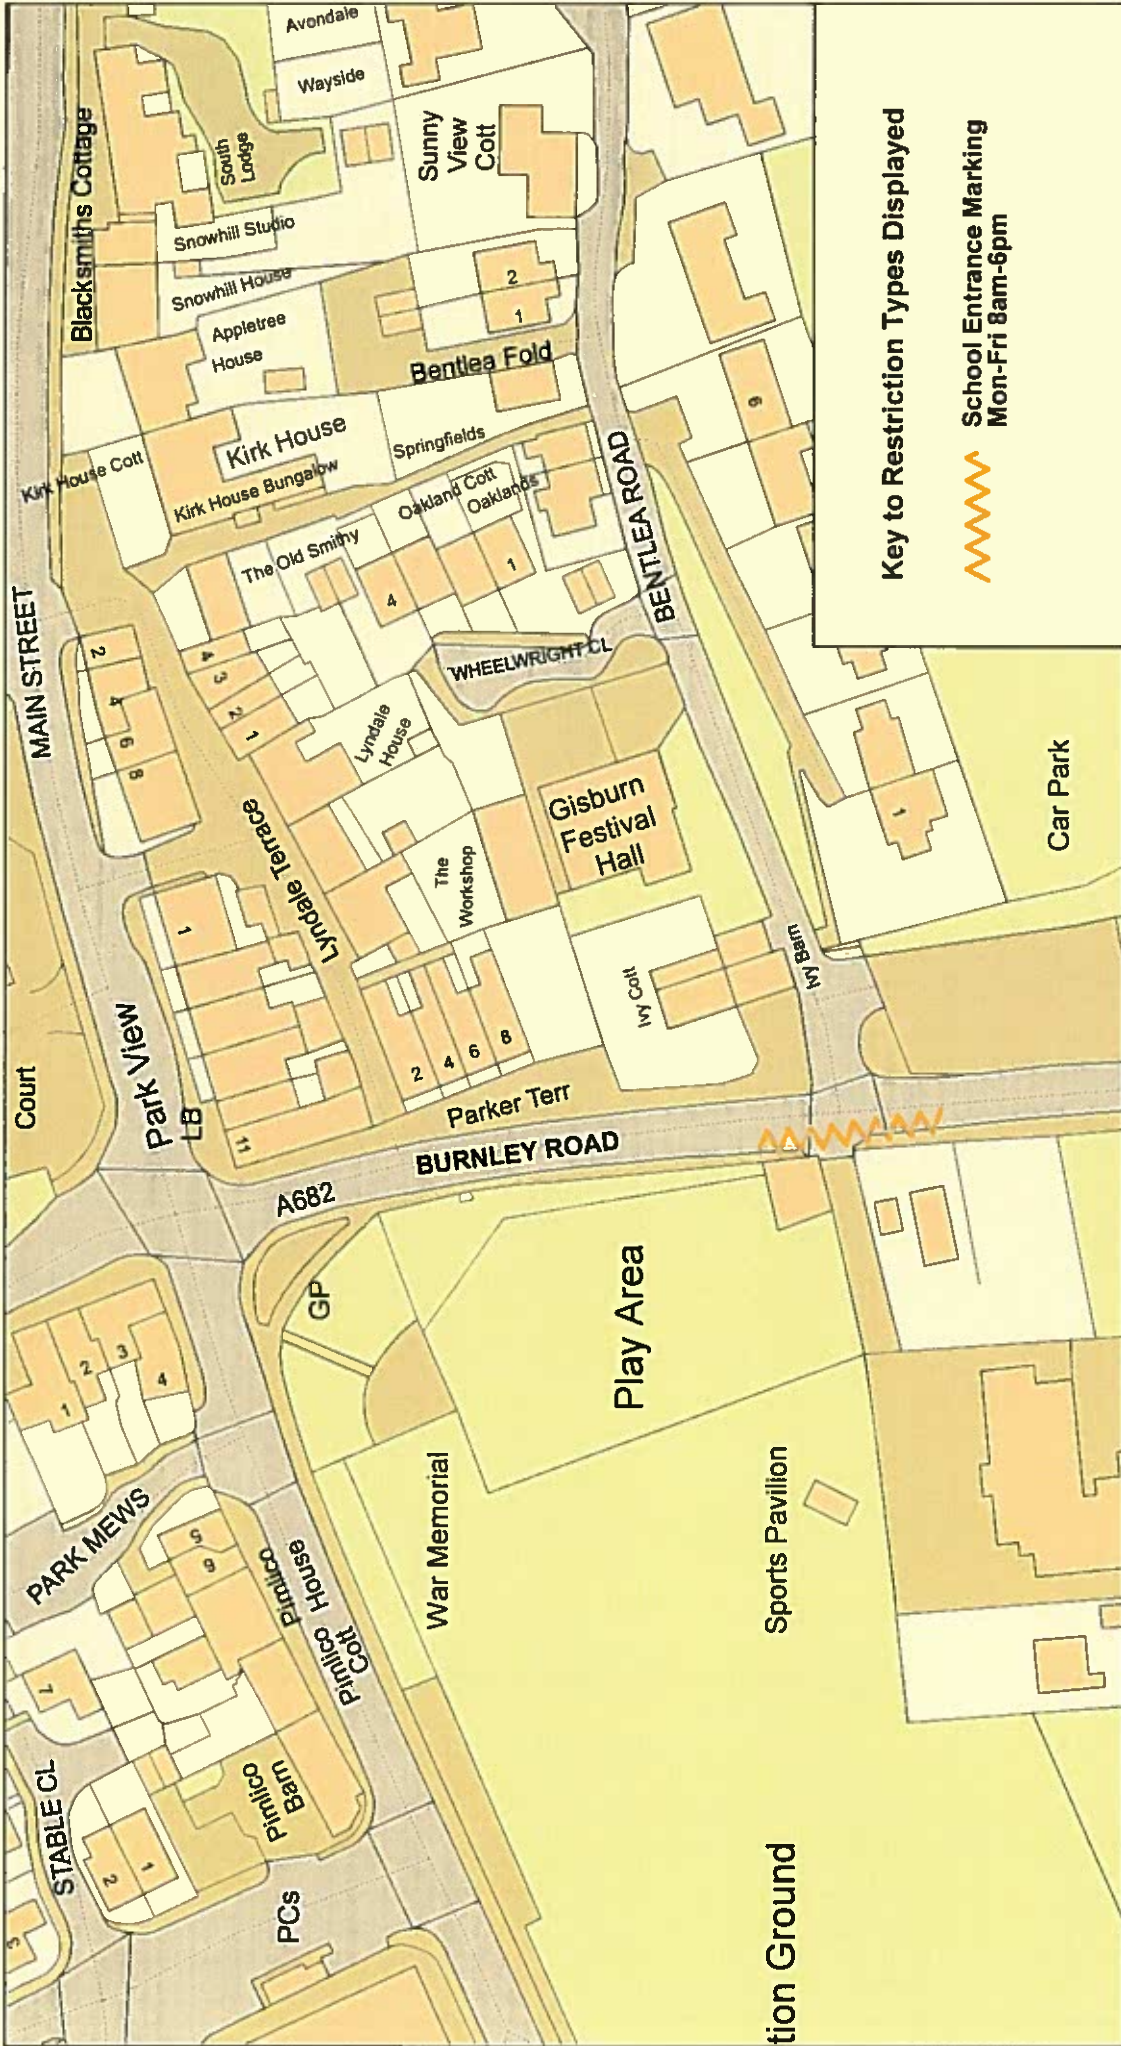 Avondale
Wayside
Blacksmiths Cottage
South
Lodge
Sunny
View
Cott
Snowhill Studio
Snowhill House
Appletree
House
2
1
Bentlea Fold
Kirk House Cott
Kirk House
Kirk House Bungalow
Springfields
Oakland Cott
Oaklands
The Old Smithy
4
1
6
BENTLEA ROAD
MAIN STREET
2
4
6
8
4
3
2
1
WHEELWRIGHT CL
Lyndale
House
Lyndale Terrace
Gisburn
Festival
Hall
The
Workshop
1
Car Park
1
Ivy Barn
Ivy Cott
Court
Park View
LB
11
2
4
6
8
Parker Terr
BURNLEY ROAD
A682
GP
Play Area
1
2
3
4
PARK MEWS
War Memorial
Sports Pavilion
5
6
Pimlico
House
Pimlico
Cott
7
STABLE CL
2
1
3
Pimlico
Barn
PCs
tion Ground
Key to Restriction Types Displayed
School Entrance Marking
Mon-Fri 8am-6pm